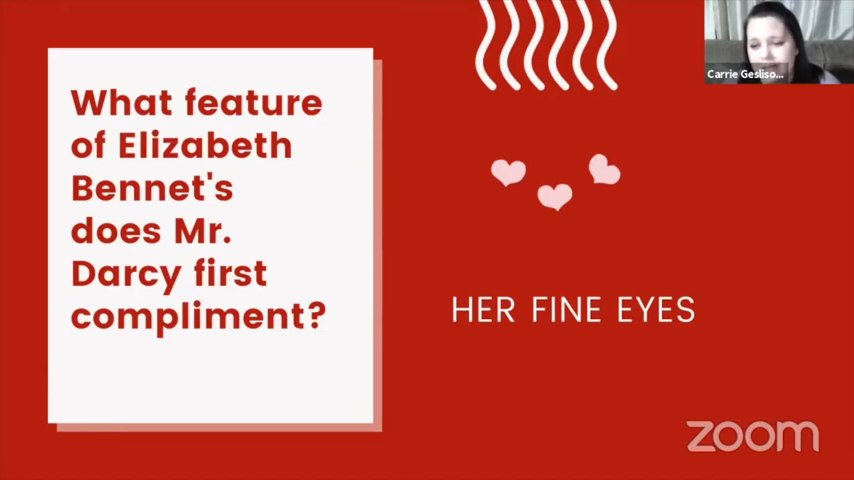 What feature
of Elizabeth
Bennet's
does Mr.
Darcy first
compliment?
HER FINE EYES
Carrie Gesliso...
zoom